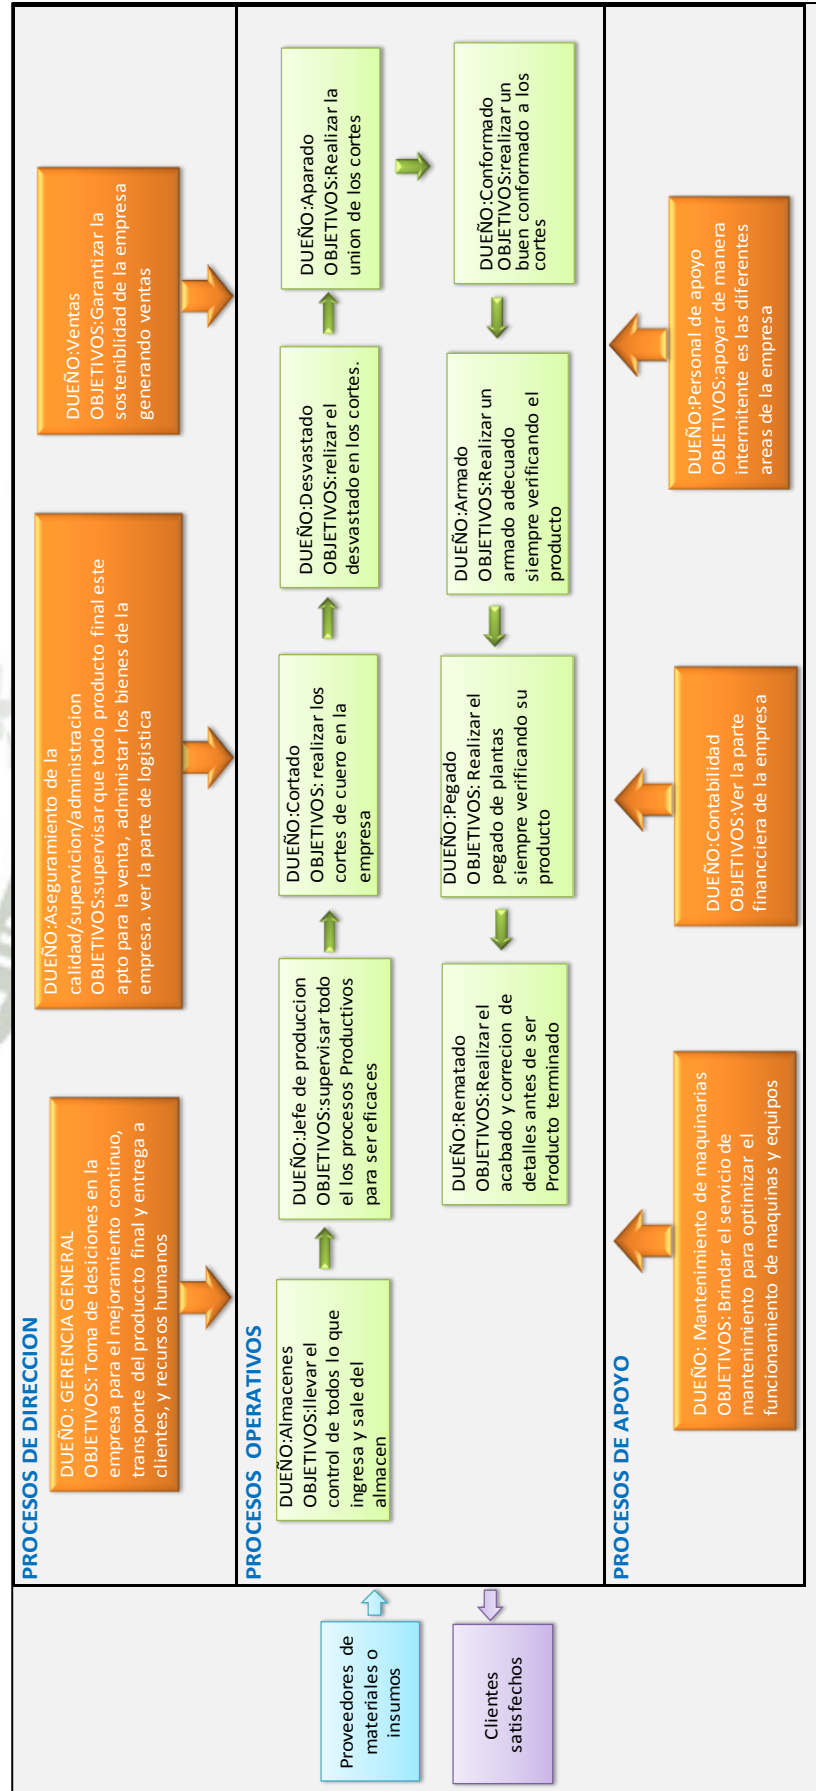 PROCESOS DE DIRECCION
DUEÑO: GERENCIA GENERAL
OBJETIVOS: Toma de desiciones en la
empresa para el mejoramiento continuo,
transporte del produccto final y entrega a
clientes, y recursos humanos
DUEÑO:Aseguramiento de la
calidad/supervicion/administracion
OBJETIVOS:supervisar que todo producto final este
apto para la venta, administar los bienes de la
empresa. ver la parte de logistica
DUEÑO:Ventas
OBJETIVOS:Garantizar la
sosteniblidad de la empresa
generando ventas
PROCESOS OPERATIVOS
DUEÑO:Almacenes
OBJETIVOS:llevar el
control de todos lo que
ingresa y sale del
almacen
DUEÑO:Jefe de produccion
OBJETIVOS:supervisar todo
el los procesos Productivos
para ser eficaces
DUEÑO:Cortado
OBJETIVOS: realizar los
cortes de cuero en la
empresa
DUEÑO:Desvastado
OBJETIVOS:relizar el
desvastado en los cortes.
DUEÑO:Aparado
OBJETIVOS:Realizar la
union de los cortes
DUEÑO:Conformado
OBJETIVOS:realizar un
buen conformado a los
cortes
DUEÑO:Armado
OBJETIVOS:Realizar un
armado adecuado
siempre verificando el
producto
DUEÑO:Pegado
OBJETIVOS: Realizar el
pegado de plantas
siempre verificando su
producto
DUEÑO:Rematado
OBJETIVOS:Realizar el
acabado y correcion de
detalles antes de ser
Producto terminado
PROCESOS DE APOYO
DUEÑO: Mantenimiento de maquinarias
OBJETIVOS: Brindar el servicio de
mantenimiento para optimizar el
funcionamiento de maquinas y equipos
DUEÑO:Contabilidad
OBJETIVOS:Ver la parte
financciera de la empresa
DUEÑO:Personal de apoyo
OBJETIVOS:apoyar de manera
intermitente es las diferentes
areas de la empresa
Proveedores de
materiales o
insumos
Clientes
satisfechos